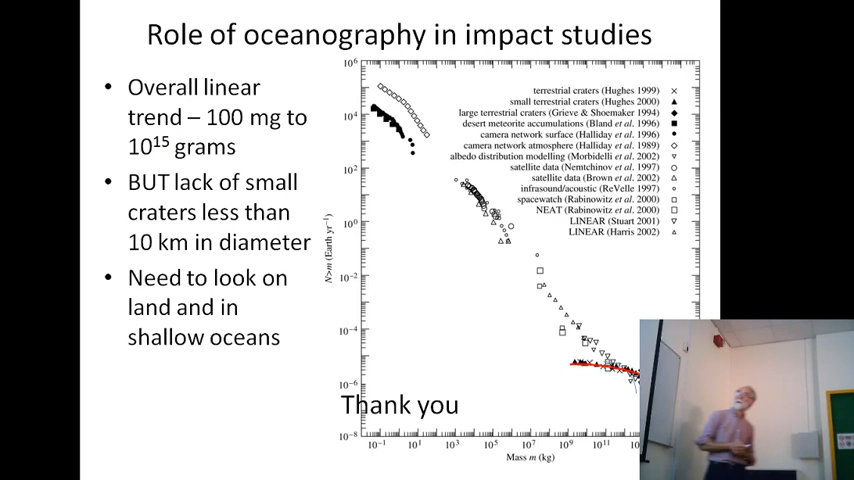 Role of oceanography in impact studies
• Overall linear
trend – 100 mg to
10¹⁵ grams
• BUT lack of small
craters less than
10 km in diameter
• Need to look on
land and in
shallow oceans
terrestrial craters (Hughes 1999)
small terrestrial craters (Hughes 2000)
large terrestrial craters (Grieve & Shoemaker 1994)
desert meteorite accumulations (Bland et al. 1996)
camera network surface (Halliday et al. 1996)
camera network atmosphere (Halliday et al. 1989)
albedo distribution modelling (Morbidelli et al. 2002)
satellite data (Nemtchinov et al. 1997)
satellite data (Brown et al. 2002)
infrasound/acoustic (ReVelle 1997)
spacewatch (Rabinowitz et al. 2000)
NEAT (Rabinowitz et al. 2000)
LINEAR (Stuart 2001)
LINEAR (Harris 2002)
N>m (Earth yr⁻¹)
10⁶
10⁴
10²
10⁰
10⁻²
10⁻⁴
10⁻⁶
10⁻⁸
Thank you
10⁻¹ 10¹ 10³ 10⁵ 10⁷ 10⁹ 10¹¹
Mass m (kg)